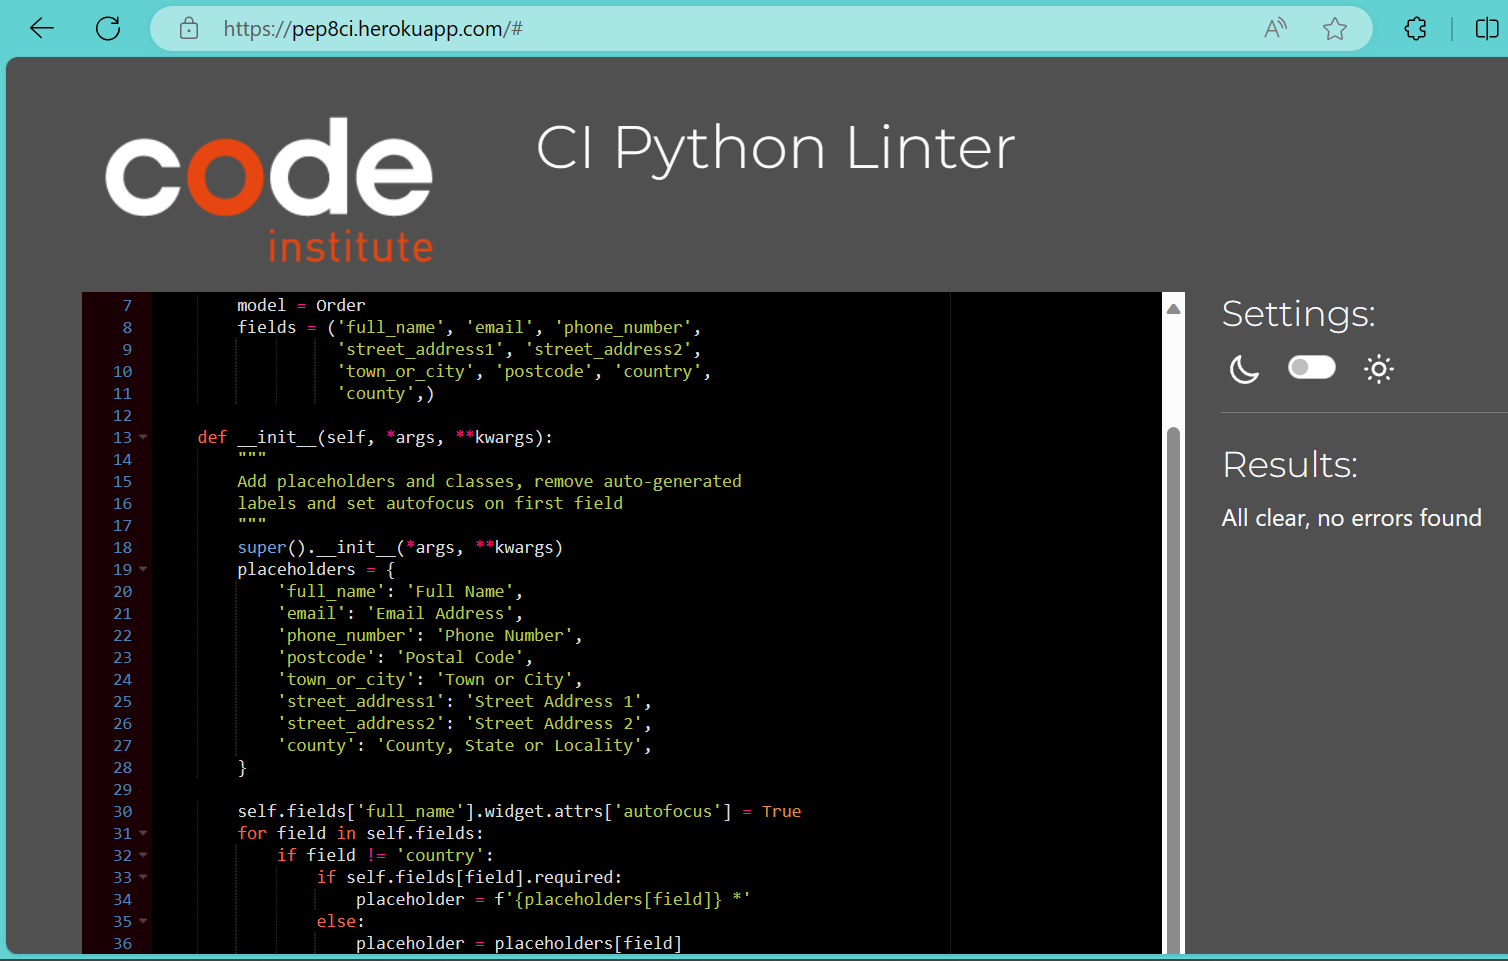 https://pep8ci.herokuapp.com/#
code
institute
CI Python Linter
7 model = Order
8 fields = ('full_name', 'email', 'phone_number',
9 'street_address1', 'street_address2',
10 'town_or_city', 'postcode', 'country',
11 'county',)
12
13 def __init__(self, *args, **kwargs):
14 """
15 Add placeholders and classes, remove auto-generated
16 labels and set autofocus on first field
17 """
18 super().__init__(*args, **kwargs)
19 placeholders = {
20 'full_name': 'Full Name',
21 'email': 'Email Address',
22 'phone_number': 'Phone Number',
23 'postcode': 'Postal Code',
24 'town_or_city': 'Town or City',
25 'street_address1': 'Street Address 1',
26 'street_address2': 'Street Address 2',
27 'county': 'County, State or Locality',
28 }
29
30 self.fields['full_name'].widget.attrs['autofocus'] = True
31 for field in self.fields:
32 if field != 'country':
33 if self.fields[field].required:
34 placeholder = f'{placeholders[field]} *'
35 else:
36 placeholder = placeholders[field]
Settings:
Results:
All clear, no errors found